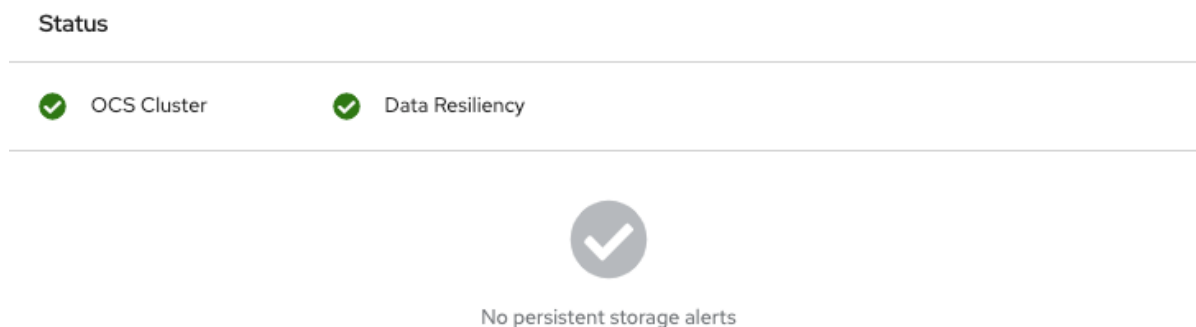 Status
OCS Cluster
Data Resiliency
No persistent storage alerts